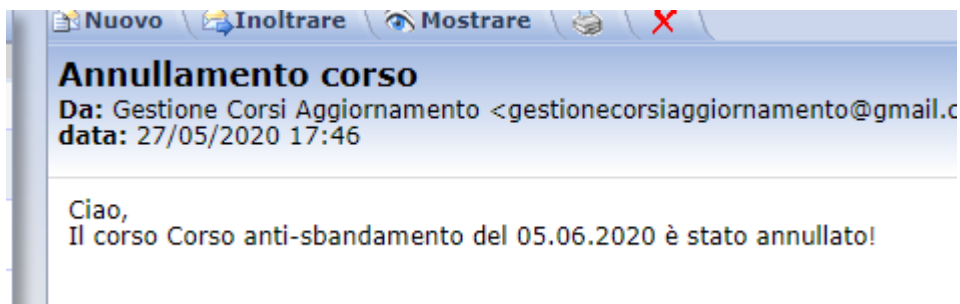 Nuovo Inoltrare Mostrare
Annullamento corso
Da: Gestione Corsi Aggiornamento <gestionecorsiaggiornamento@gmail.c
data: 27/05/2020 17:46
Ciao,
Il corso Corso anti-sbandamento del 05.06.2020 è stato annullato!